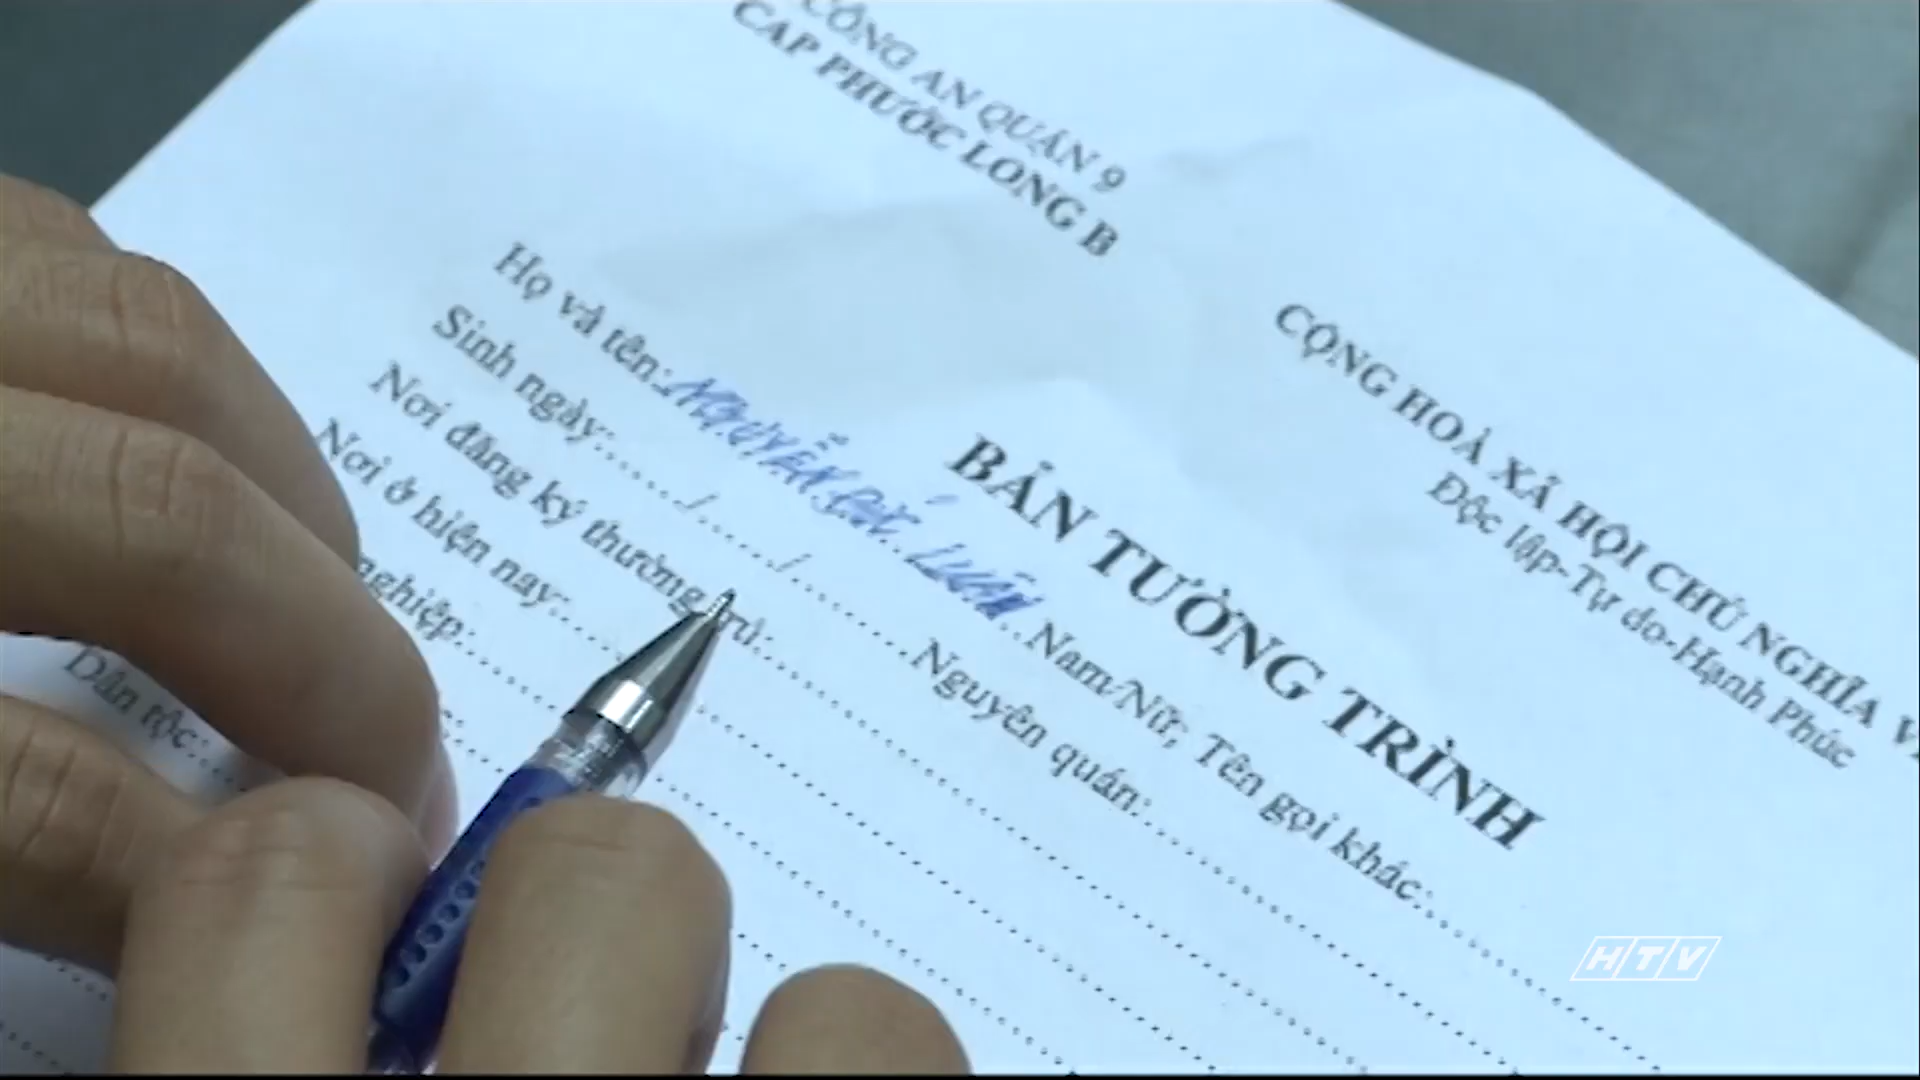 CÔNG AN QUẬN 9
CAP PHƯỚC LONG B
CỘNG HOÀ XÃ HỘI CHỦ NGHĨA
Độc lập-Tự do-Hạnh Phúc
BẢN TƯỜNG TRÌNH
Họ và tên: NGUYỄN LUÂN Nam/Nữ; Tên gọi khác:
Sinh ngày: / / Nguyên quán:
Nơi đăng ký thường trú:
Nơi ở hiện nay:
nghiệp:
Dân tộc:
HTV